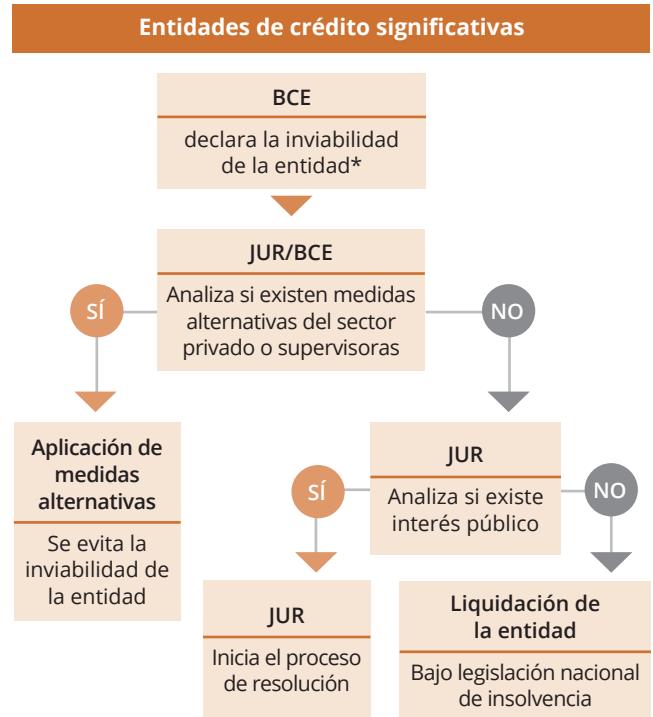 Entidades de crédito significativas
BCE
declara la inviabilidad
de la entidad*
JUR/BCE
Analiza si existen medidas
alternativas del sector
privado o supervisoras
SÍ
NO
Aplicación de
medidas
alternativas
Se evita la
inviabilidad de
la entidad
JUR
Analiza si existe
interés público
SÍ
NO
JUR
Inicia el proceso
de resolución
Liquidación de
la entidad
Bajo legislación nacional
de insolvencia